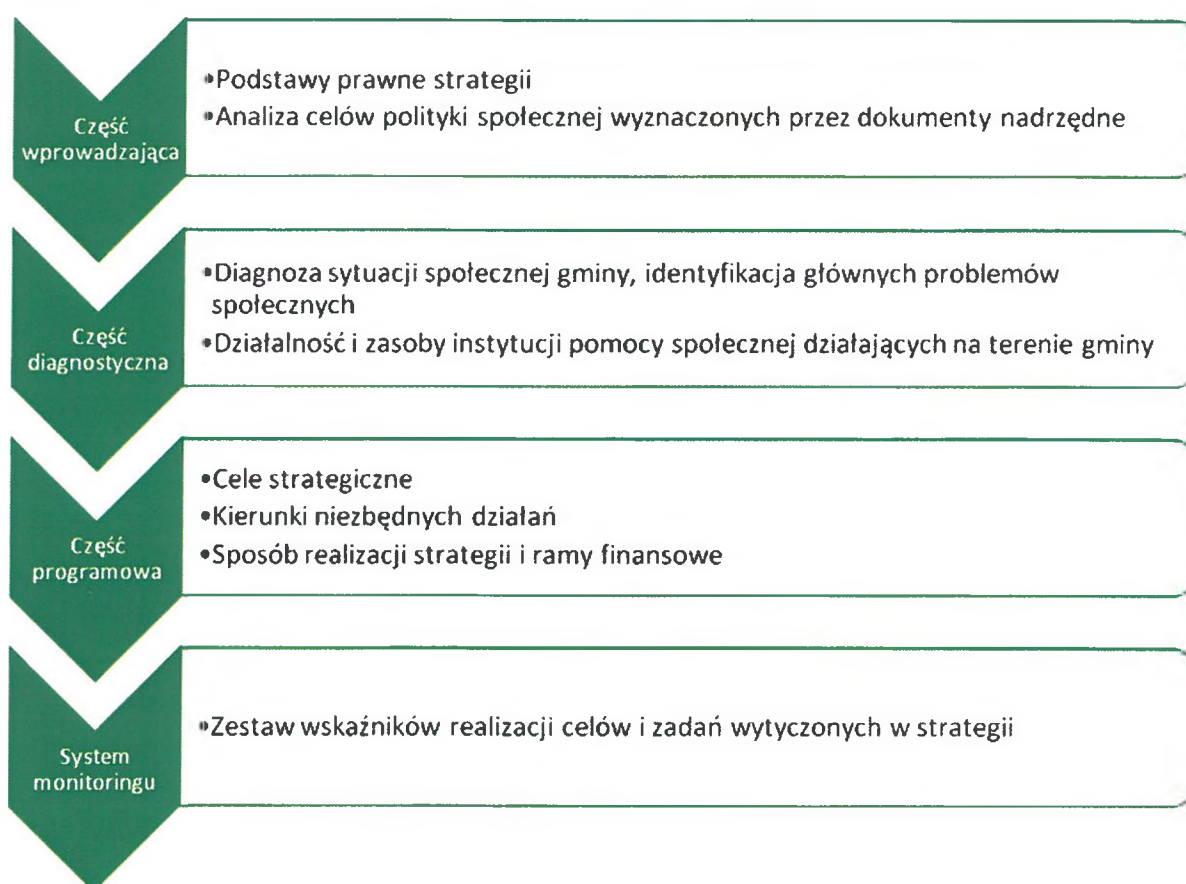 Część
wprowadzająca
•Podstawy prawne strategii
•Analiza celów polityki społecznej wyznaczonych przez dokumenty nadrzędne
Część
diagnostyczna
•Diagnoza sytuacji społecznej gminy, identyfikacja głównych problemów
społecznych
•Działalność i zasoby instytucji pomocy społecznej działających na terenie gminy
Część
programowa
•Cele strategiczne
•Kierunki niezbędnych działań
•Sposób realizacji strategii i ramy finansowe
System
monitoringu
•Zestaw wskaźników realizacji celów i zadań wytyczonych w strategii